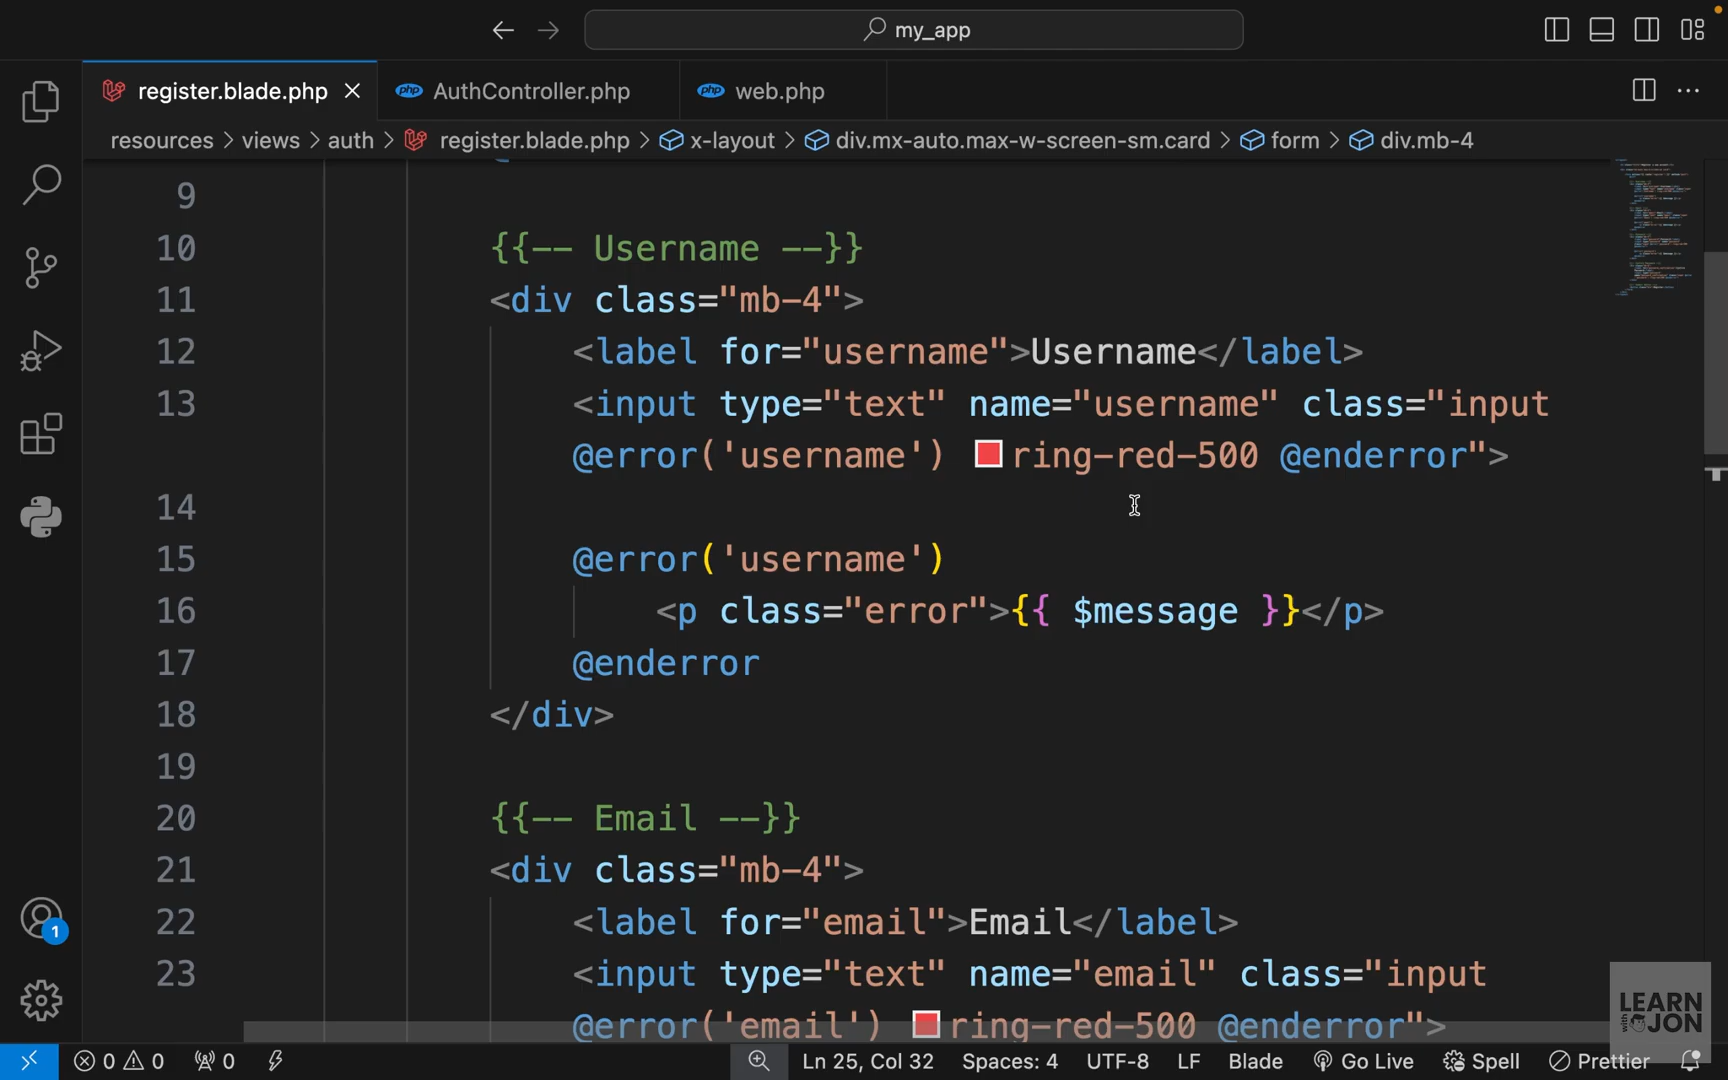 my_app
register.blade.php AuthController.php web.php
resources > views > auth > register.blade.php > x-layout > div.mx-auto.max-w-screen-sm.card > form > div.mb-4
9
10 {{-- Username --}}
11 <div class="mb-4">
12 <label for="username">Username</label>
13 <input type="text" name="username" class="input
@error('username') ring-red-500 @enderror">
14
15 @error('username')
16 <p class="error">{{ $message }}</p>
17 @enderror
18 </div>
19
20 {{-- Email --}}
21 <div class="mb-4">
22 <label for="email">Email</label>
23 <input type="text" name="email" class="input
@error('email') ring-red-500 @enderror">
1
LEARN
with JON
0 0 0 Ln 25, Col 32 Spaces: 4 UTF-8 LF Blade Go Live Spell Prettier